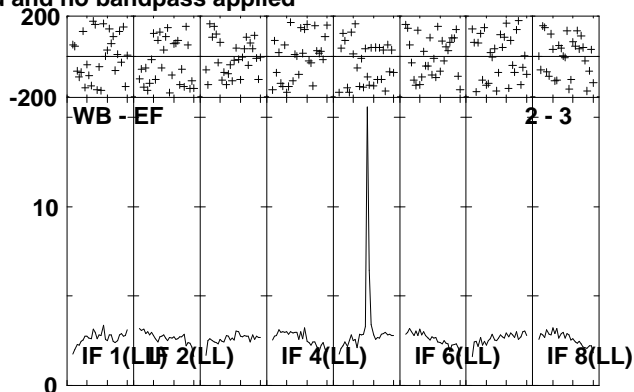 and no bandpass applied
200
-200
WB - EF 2 - 3
10
IF 1(LL) IF 2(LL) IF 4(LL) IF 6(LL) IF 8(LL)
0